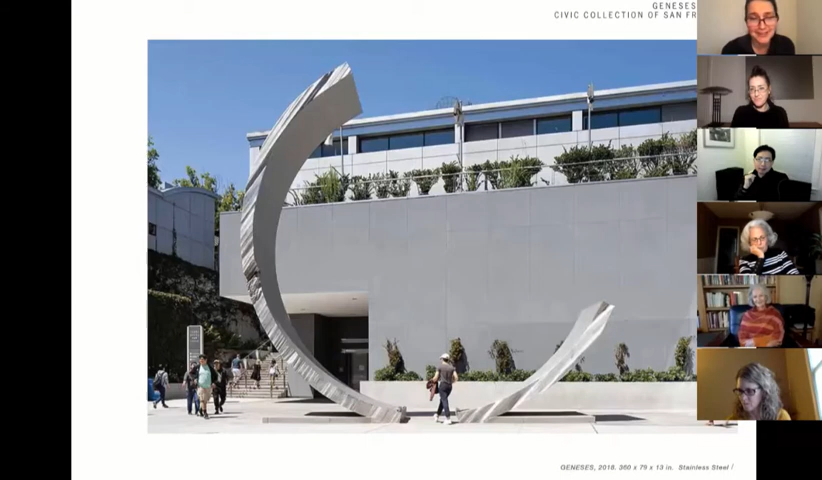 GENESES
CIVIC COLLECTION OF SAN FR
GENESES, 2018. 360 x 79 x 13 in. Stainless Steel /